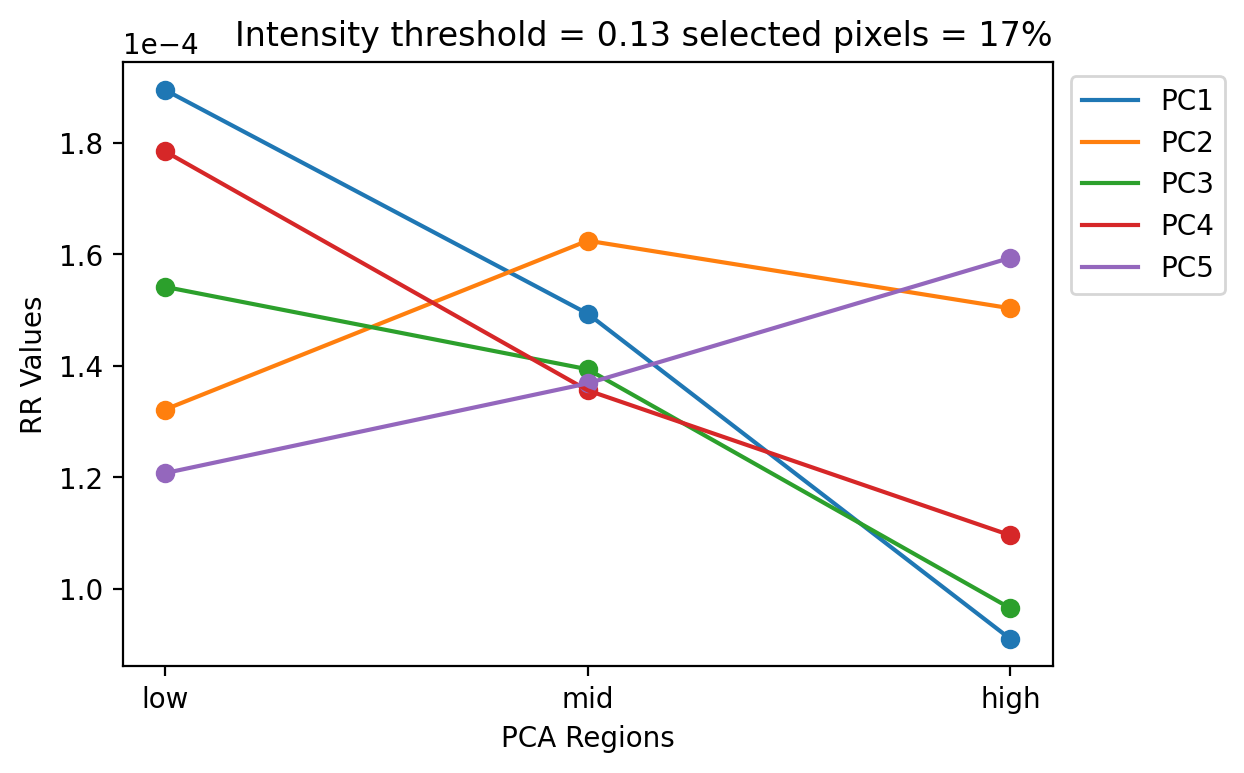 Intensity threshold = 0.13 selected pixels = 17%
1e−4
1.8
1.6
1.4
1.2
1.0
RR Values
low
mid
high
PCA Regions
PC1
PC2
PC3
PC4
PC5